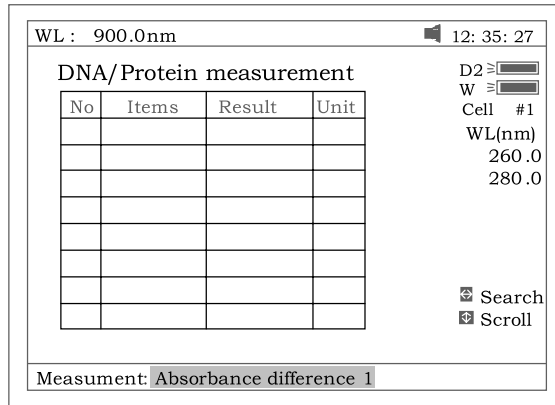 WL : 900.0nm 12: 35: 27
DNA/Protein measurement
D2
W
No Items Result Unit
Cell #1
WL(nm)
260.0
280.0
Search
Scroll
Measument: Absorbance difference 1